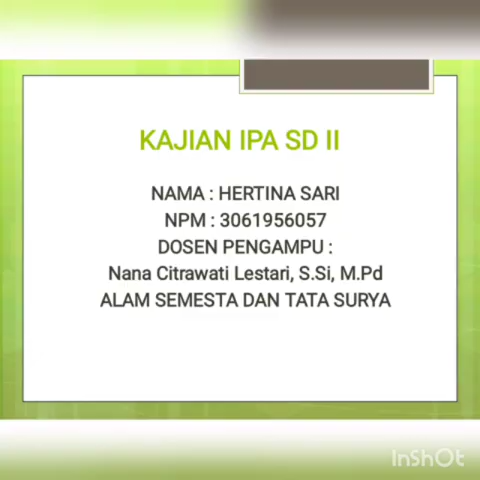 KAJIAN IPA SD II
NAMA : HERTINA SARI
NPM : 3061956057
DOSEN PENGAMPU :
Nana Citrawati Lestari, S.Si, M.Pd
ALAM SEMESTA DAN TATA SURYA
InShOt